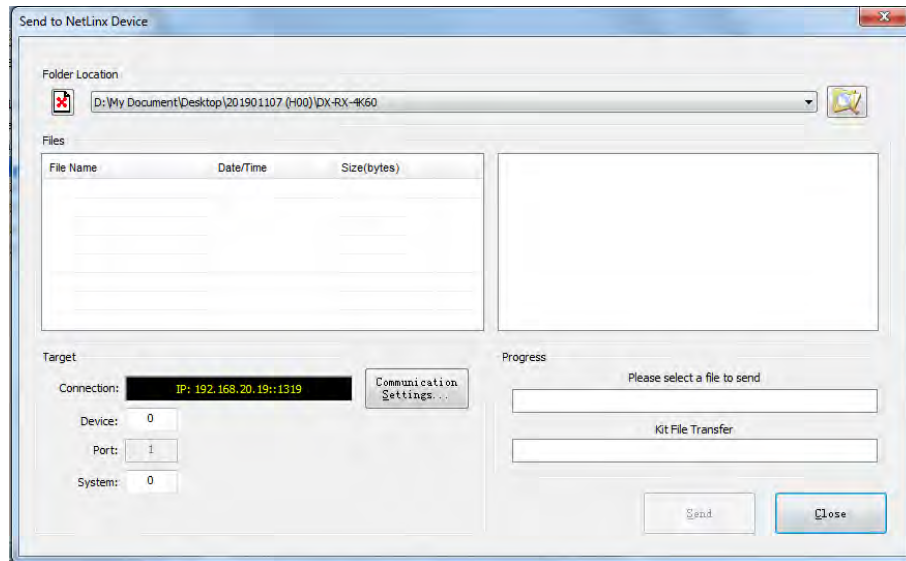 Send to NetLinx Device
Folder Location
D:\My Document\Desktop\201901107 (H00)\DX-RX-4K60
Files
File Name Date/Time Size(bytes)
Target
Connection: IP: 192.168.20.19::1319
Communication
Settings...
Device: 0
Port: 1
System: 0
Progress
Please select a file to send
Kit File Transfer
Send Close